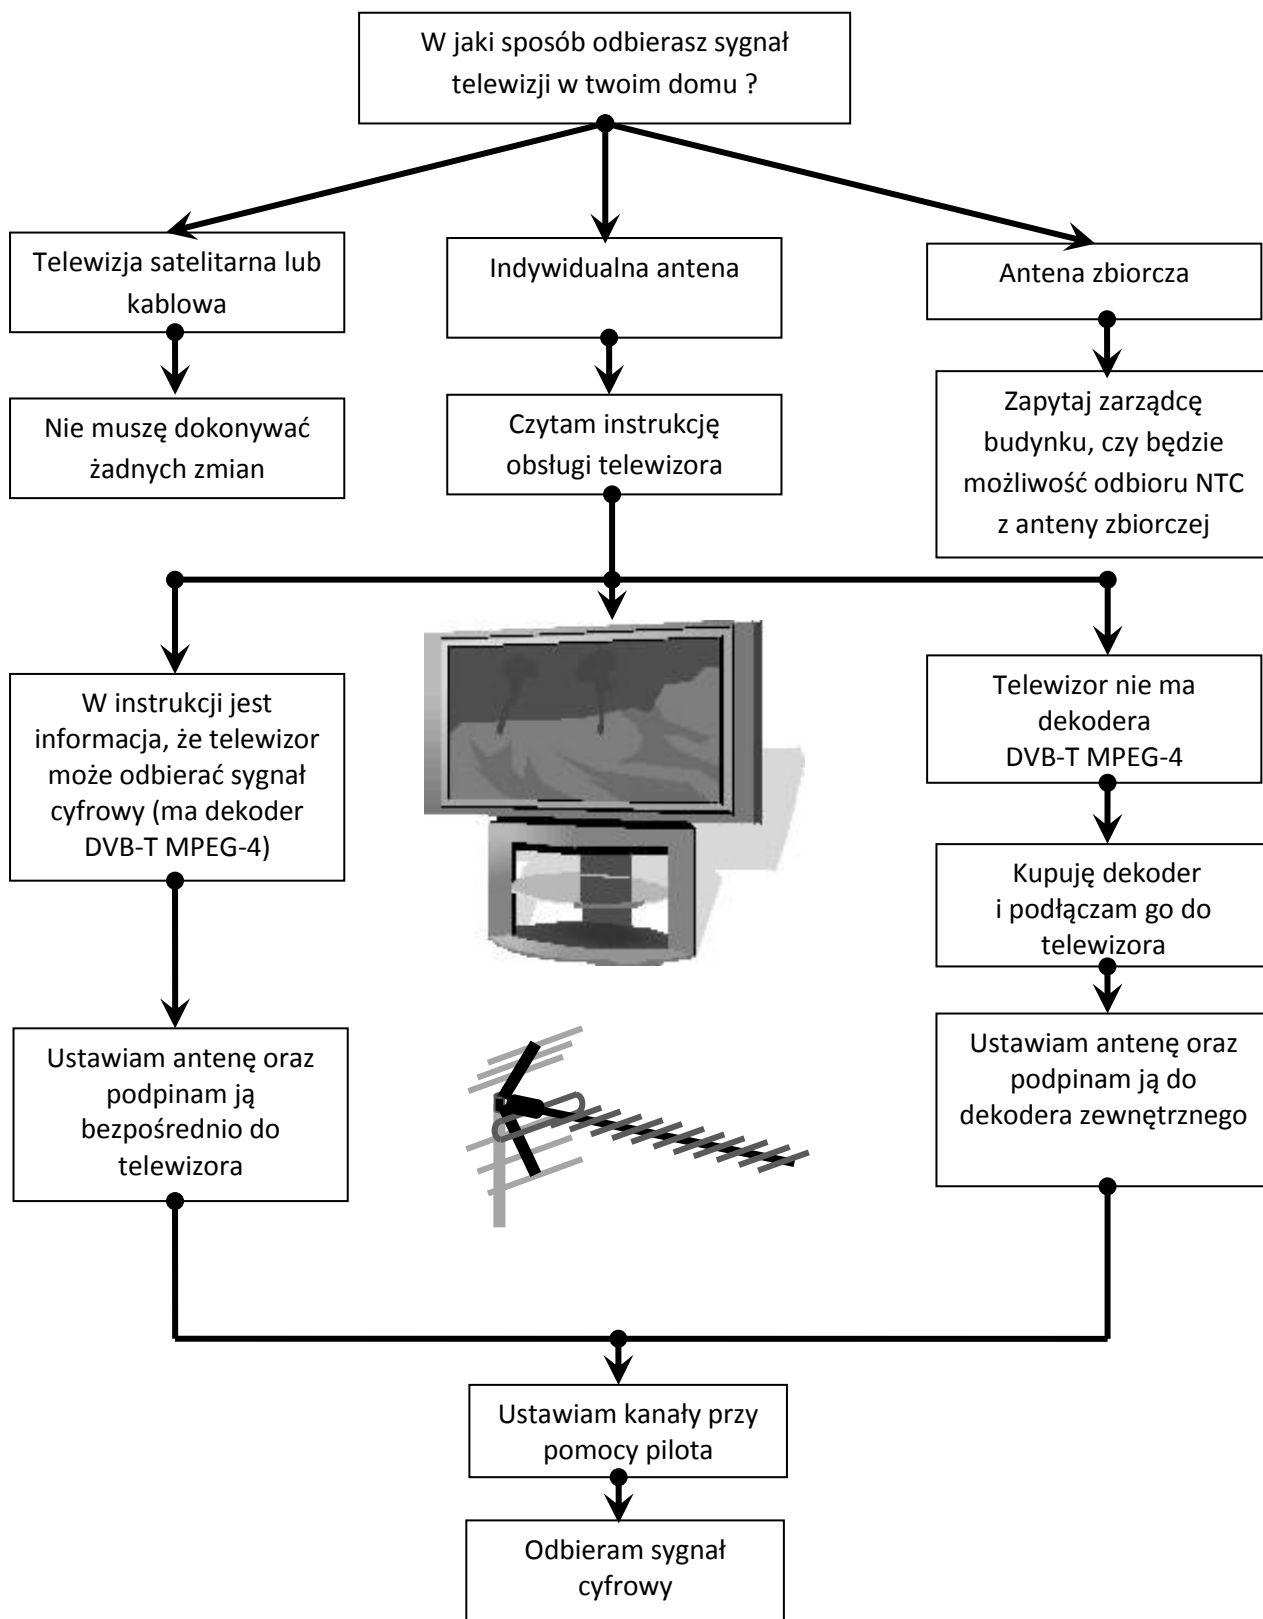 W jaki sposób odbierasz sygnał
telewizji w twoim domu ?
Telewizja satelitarna lub
kablowa
Indywidualna antena
Antena zbiorcza
Nie muszę dokonywać
żadnych zmian
Czytam instrukcję
obsługi telewizora
Zapytaj zarządcę
budynku, czy będzie
możliwość odbioru NTC
z anteny zbiorczej
W instrukcji jest
informacja, że telewizor
może odbierać sygnał
cyfrowy (ma dekoder
DVB-T MPEG-4)
Telewizor nie ma
dekodera
DVB-T MPEG-4
Kupuję dekoder
i podłączam go do
telewizora
Ustawiam antenę oraz
podpinam ją
bezpośrednio do
telewizora
Ustawiam antenę oraz
podpinam ją do
dekodera zewnętrznego
Ustawiam kanały przy
pomocy pilota
Odbieram sygnał
cyfrowy